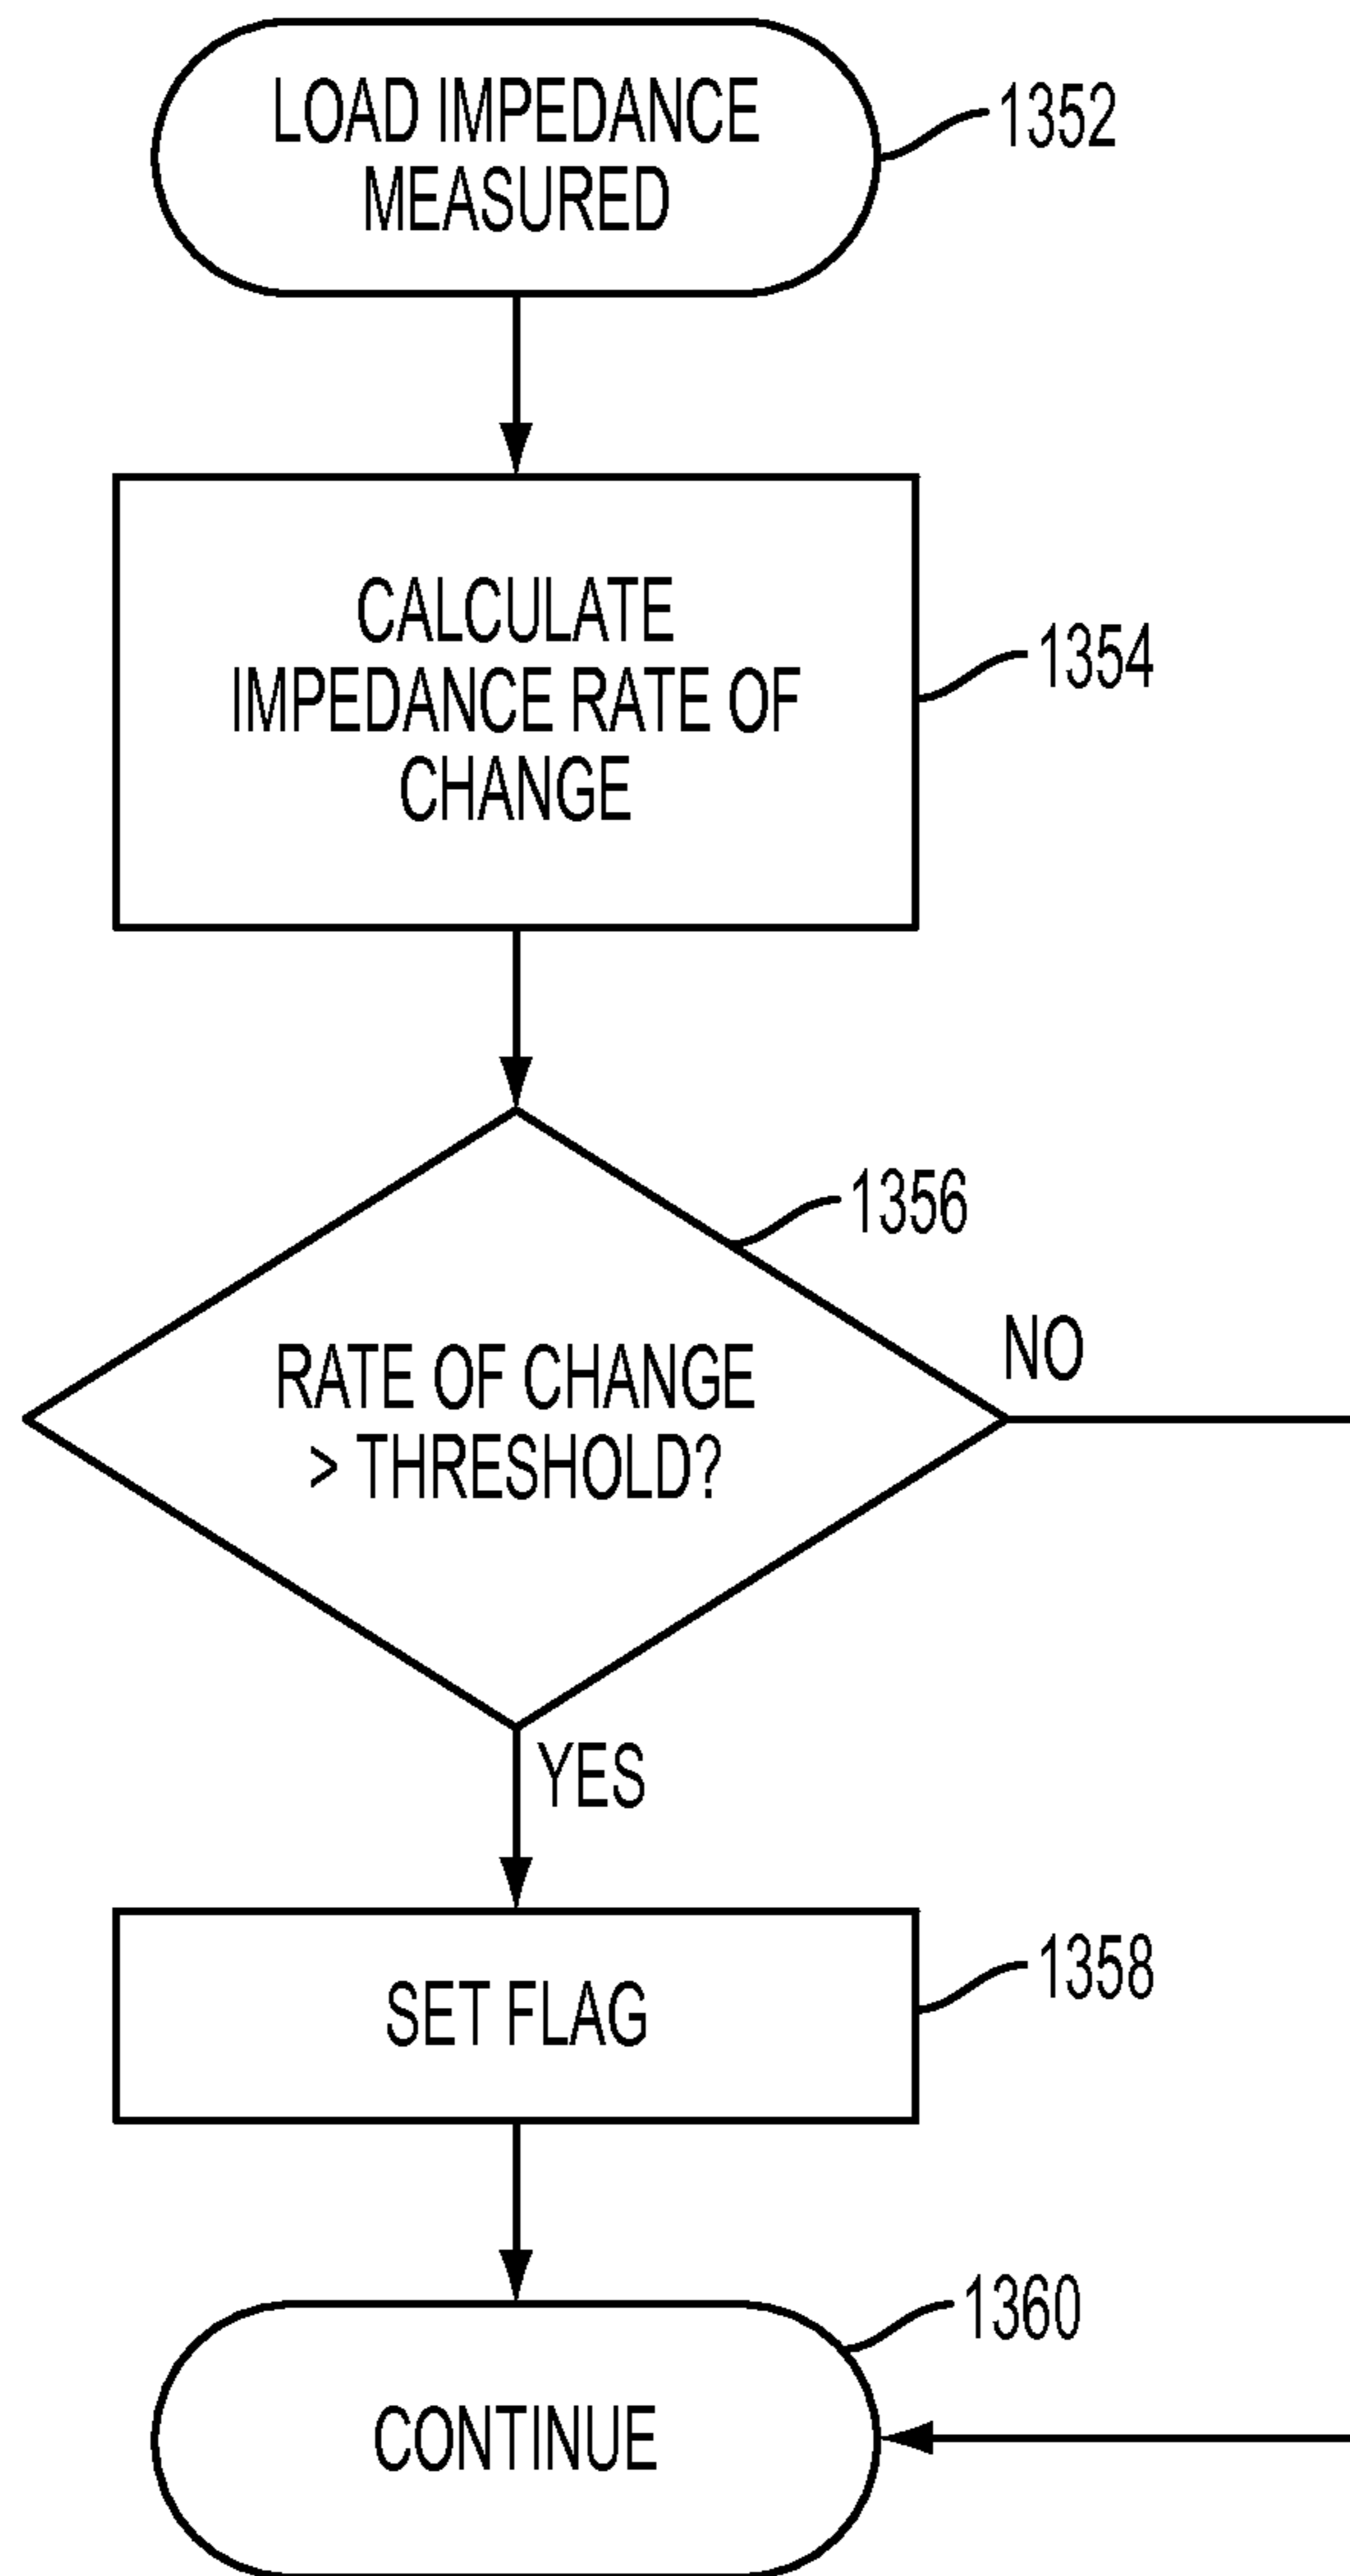 LOAD IMPEDANCE
MEASURED
1352
CALCULATE
IMPEDANCE RATE OF
CHANGE
1354
1356
RATE OF CHANGE
> THRESHOLD?
NO
YES
SET FLAG
1358
1360
CONTINUE